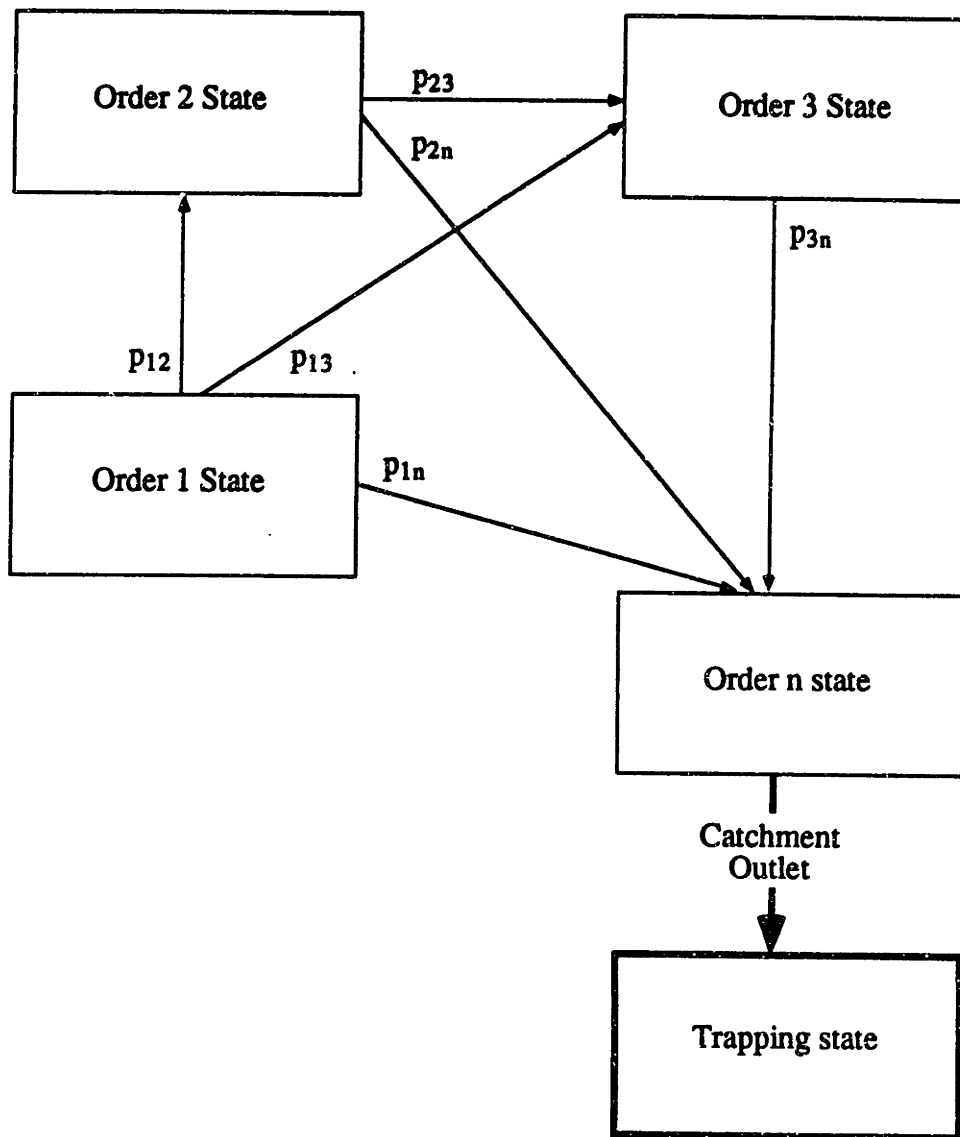 Order 2 State
p23
Order 3 State
p2n
p3n
p12
p13
Order 1 State
p1n
Order n state
Catchment
Outlet
Trapping state